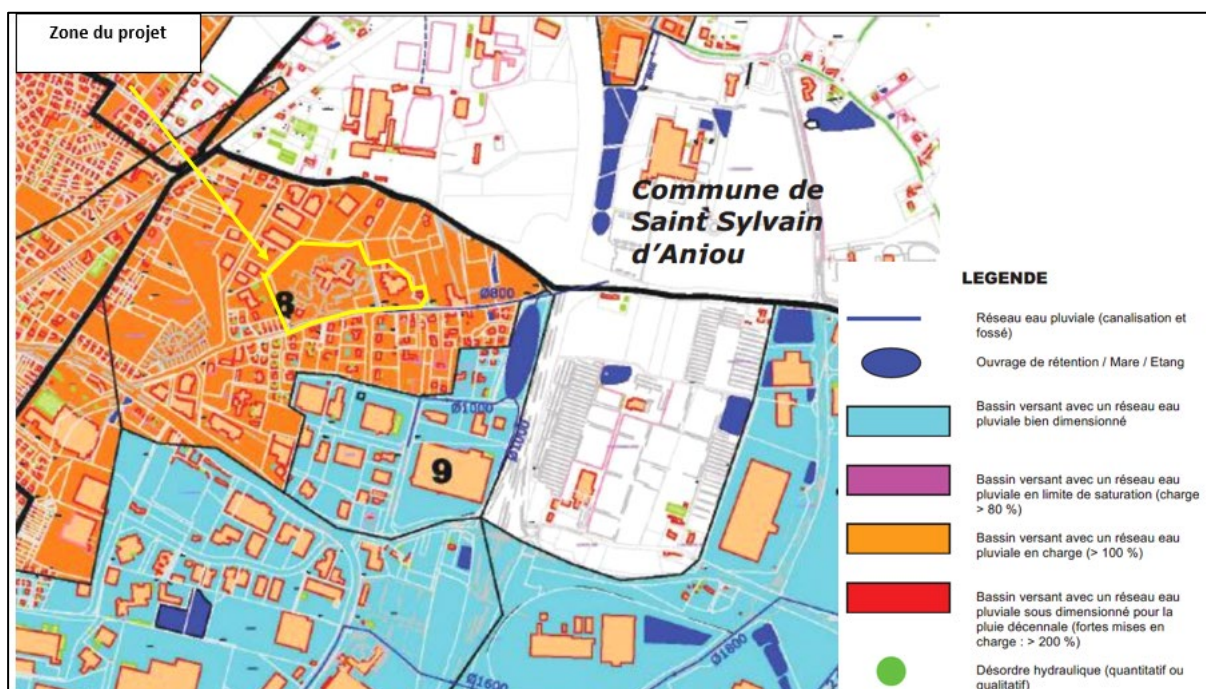 Zone du projet
Commune de
Saint Sylvain
d'Anjou
8
Ø800
Ø1000
Ø1000
9
Ø1800
Ø1600
LEGENDE
Réseau eau pluviale (canalisation et
fossé)
Ouvrage de rétention / Mare / Etang
Bassin versant avec un réseau eau
pluviale bien dimensionné
Bassin versant avec un réseau eau
pluviale en limite de saturation (charge
> 80 %)
Bassin versant avec un réseau eau
pluviale en charge (> 100 %)
Bassin versant avec un réseau eau
pluviale sous dimensionné pour la
pluie décennale (fortes mises en
charge : > 200 %)
Désordre hydraulique (quantitatif ou
qualitatif)